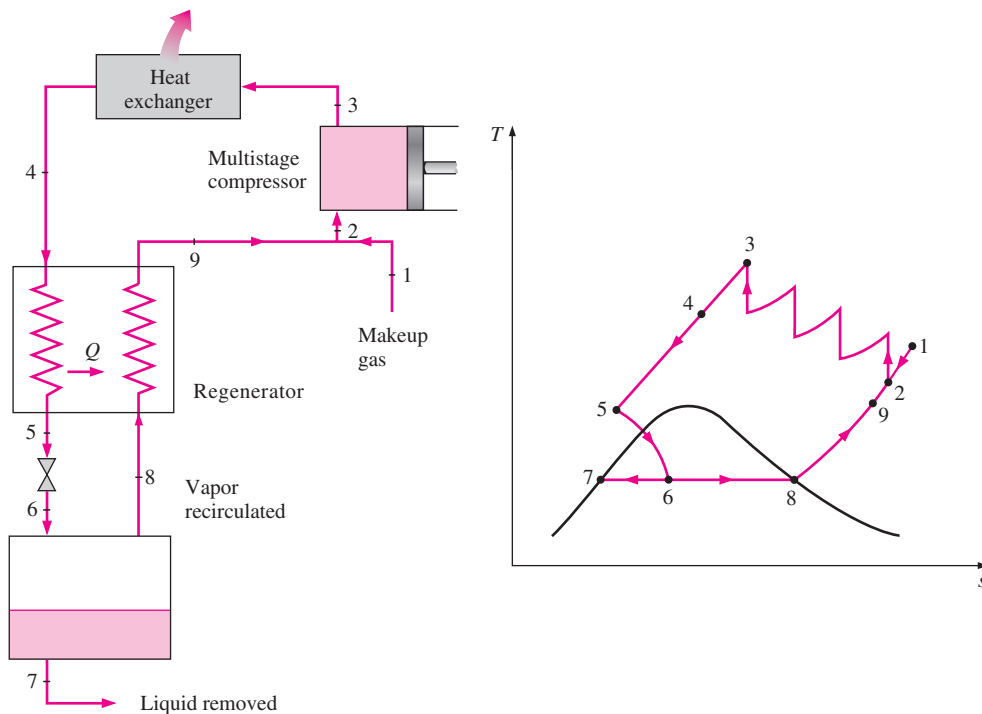 Heat
exchanger
3
4
Multistage
compressor
2
9
1
Makeup
gas
Q
Regenerator
5
8
Vapor
recirculated
6
7
Liquid removed
T
3
4
1
2
9
5
7
6
8
s